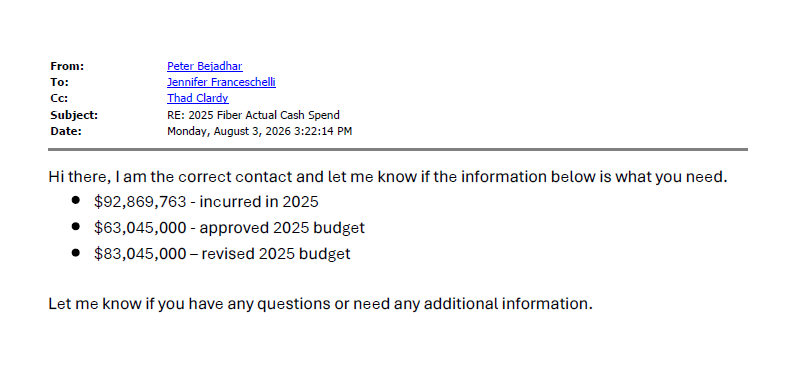 From: Peter Bejadhar
To: Jennifer Franceschelli
Cc: Thad Clardy
Subject: RE: 2025 Fiber Actual Cash Spend
Date: Monday, August 3, 2026 3:22:14 PM
Hi there, I am the correct contact and let me know if the information below is what you need.
• $92,869,763 - incurred in 2025
• $63,045,000 - approved 2025 budget
• $83,045,000 – revised 2025 budget
Let me know if you have any questions or need any additional information.